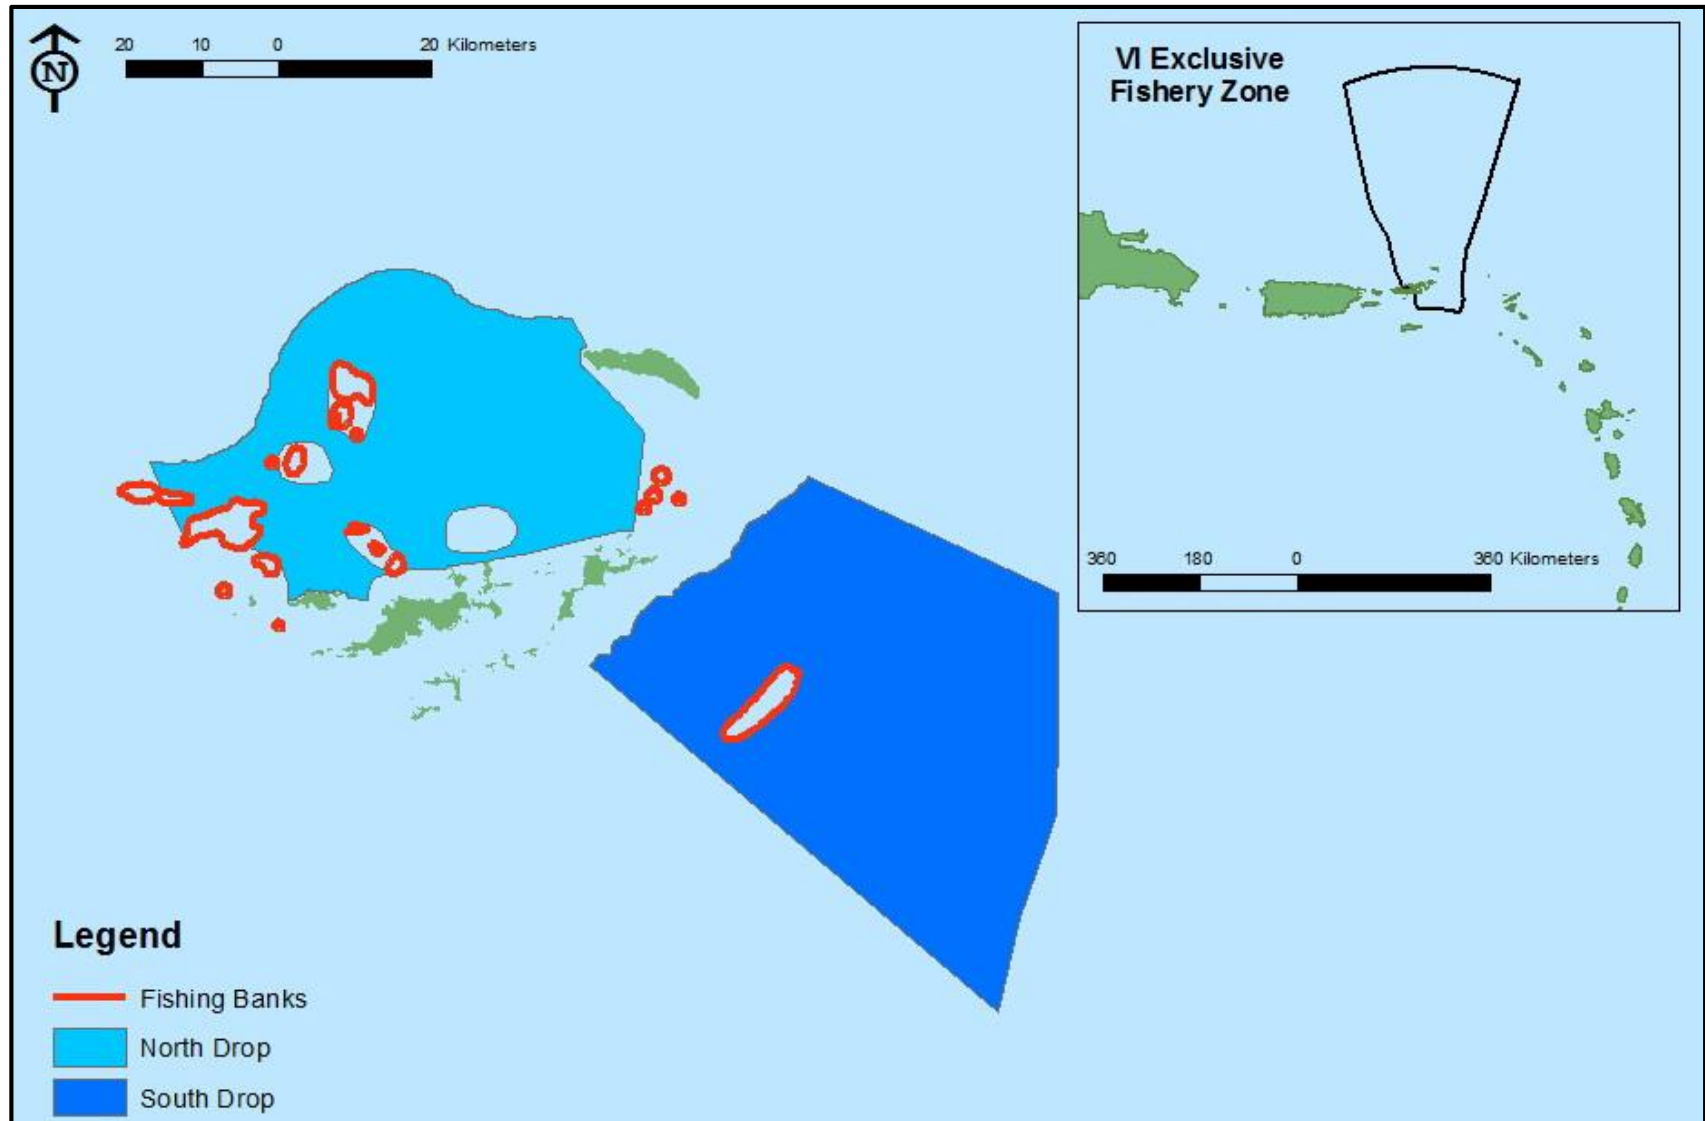 N
20 10 0 20 Kilometers
VI Exclusive
Fishery Zone
360 180 0 360 Kilometers
Legend
Fishing Banks
North Drop
South Drop